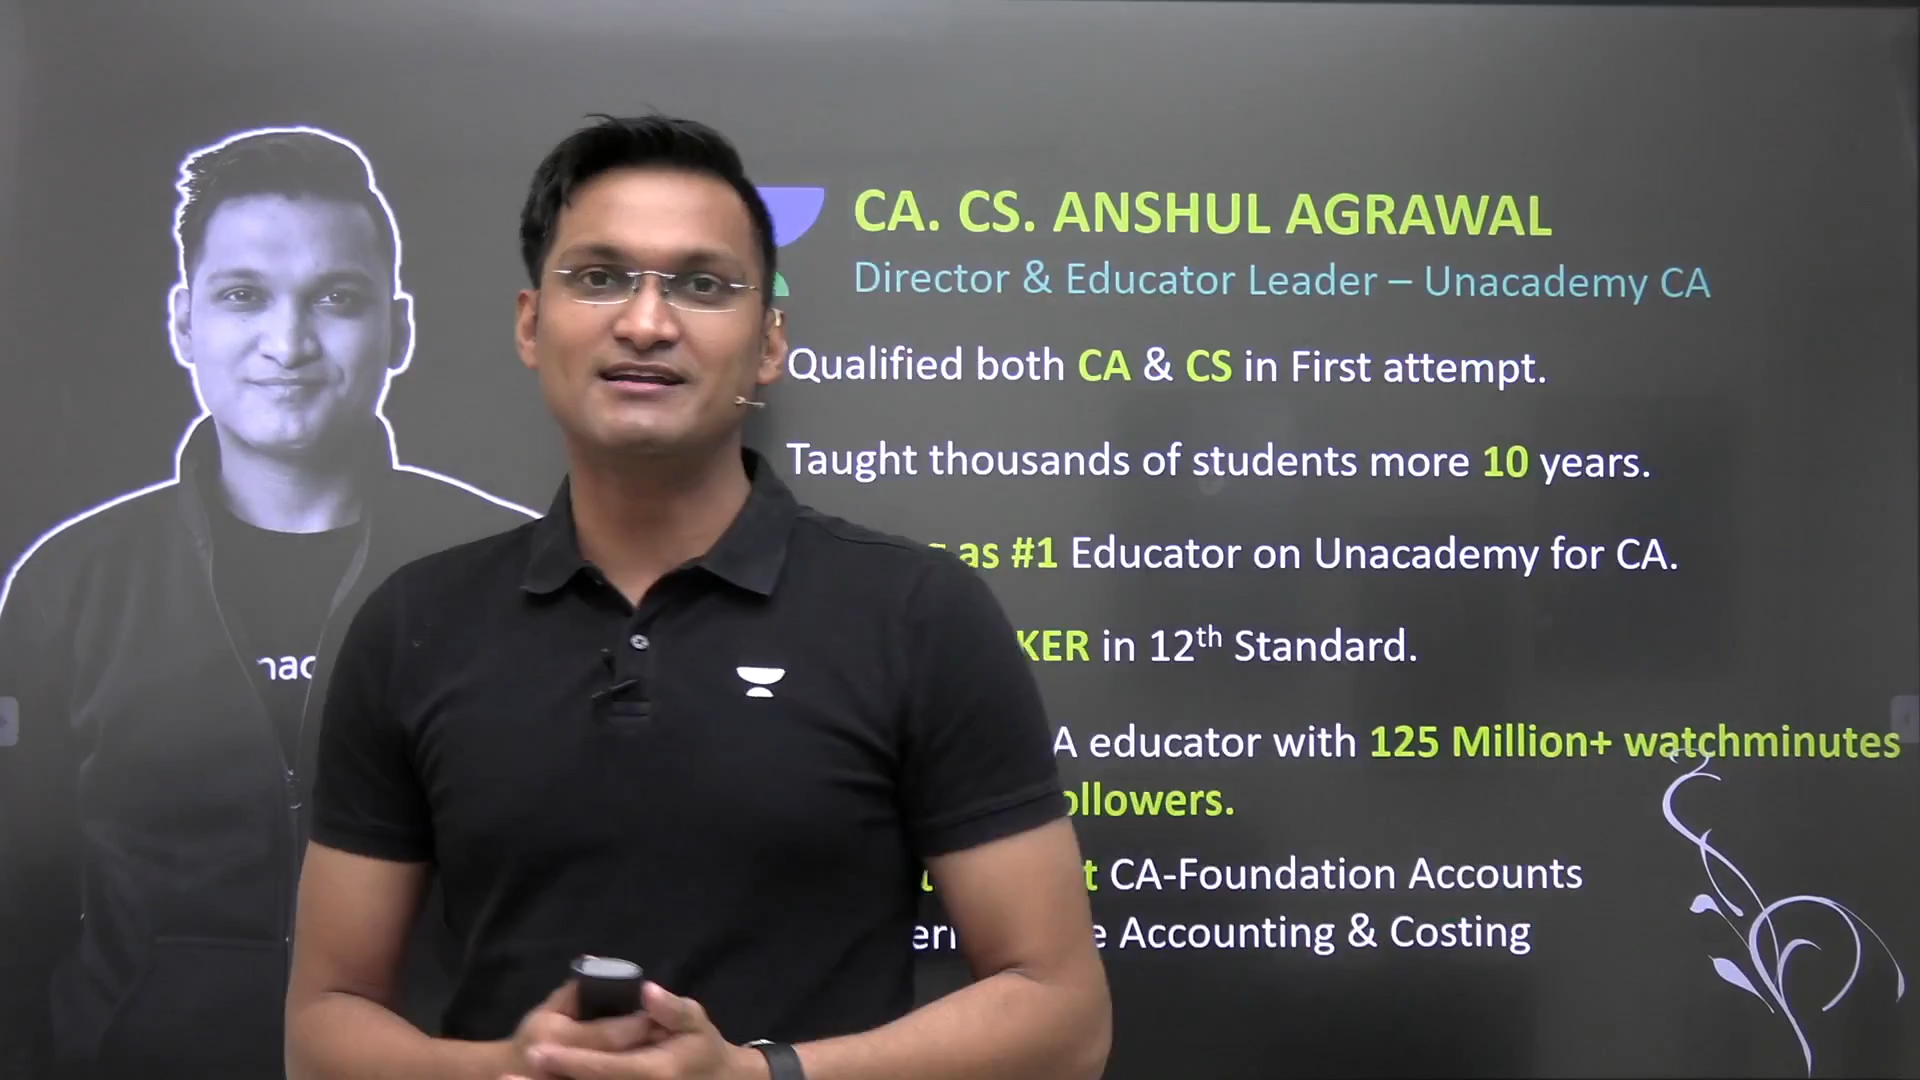 CA. CS. ANSHUL AGRAWAL
Director & Educator Leader – Unacademy CA
Qualified both CA & CS in First attempt.
Taught thousands of students more 10 years.
as #1 Educator on Unacademy for CA.
in 12th Standard.
A educator with 125 Million+ watchminutes
CA-Foundation Accounts
Accounting & Costing